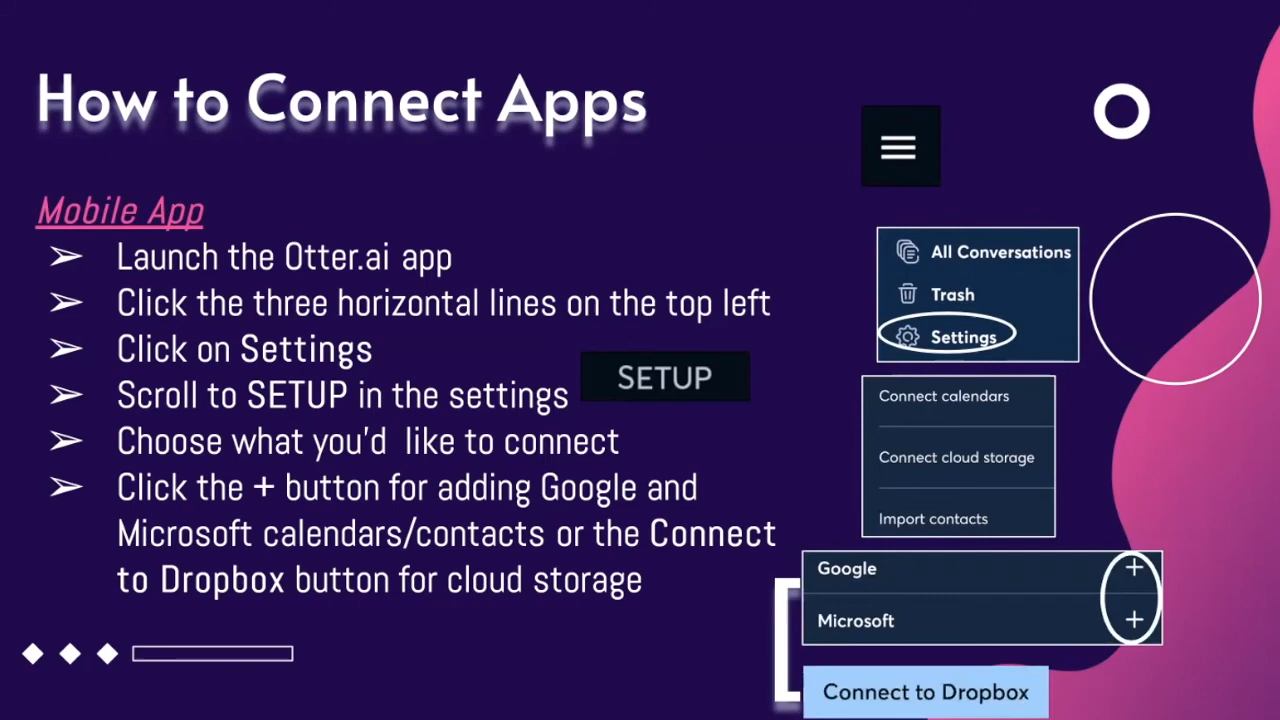 How to Connect Apps
Mobile App
➢ Launch the Otter.ai app
➢ Click the three horizontal lines on the top left
➢ Click on Settings
➢ Scroll to SETUP in the settings
➢ Choose what you'd like to connect
➢ Click the + button for adding Google and
Microsoft calendars/contacts or the Connect
to Dropbox button for cloud storage
SETUP
All Conversations
Trash
Settings
Connect calendars
Connect cloud storage
Import contacts
Google +
Microsoft +
Connect to Dropbox